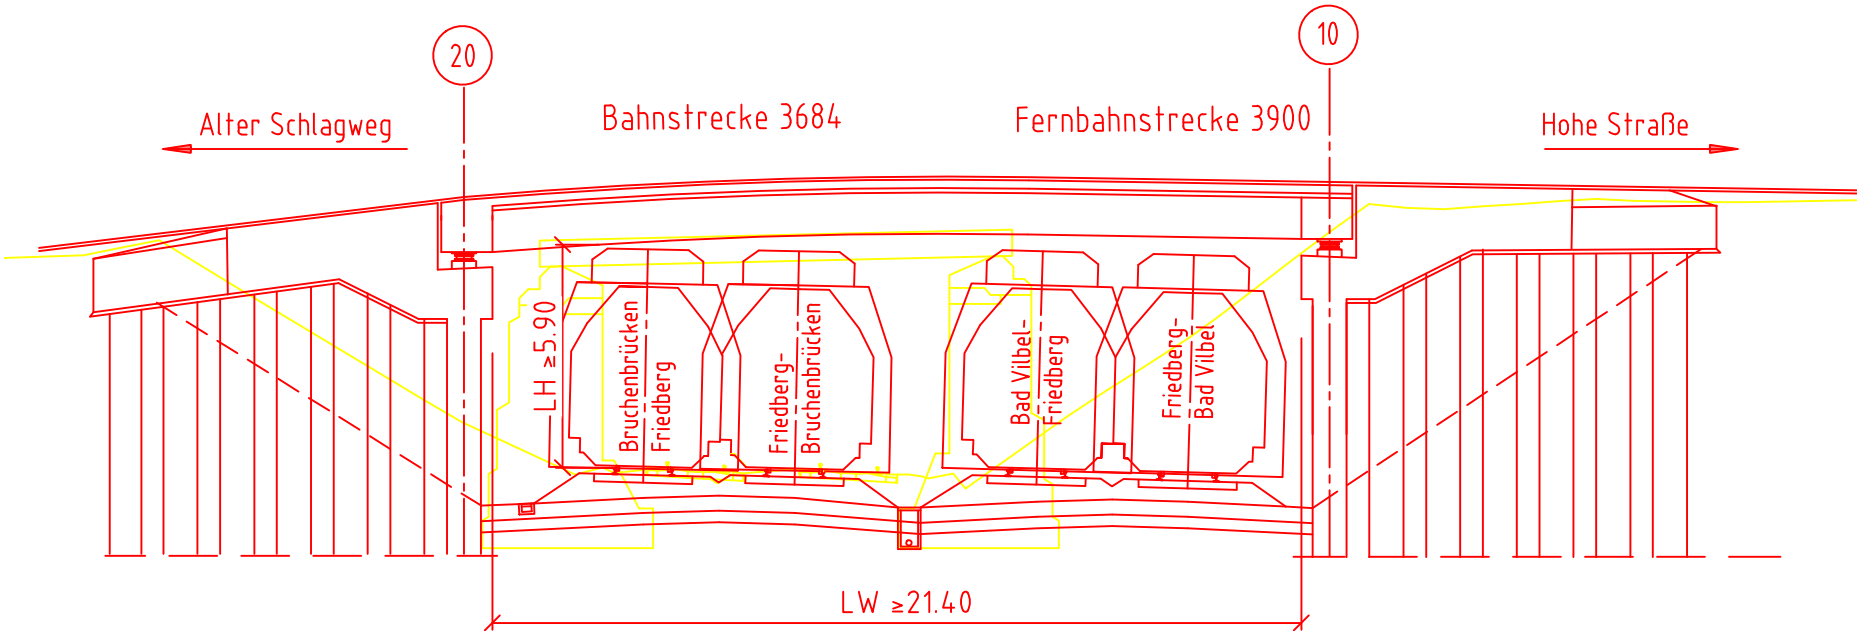 20
10
Alter Schlagweg
Bahnstrecke 3684
Fernbahnstrecke 3900
Hohe Straße
LH ≥5.90
Bruchenbrücken
Friedberg
Friedberg-
Bruchenbrücken
Bad Vilbel-
Friedberg
Friedberg-
Bad Vilbel
LW ≥21.40